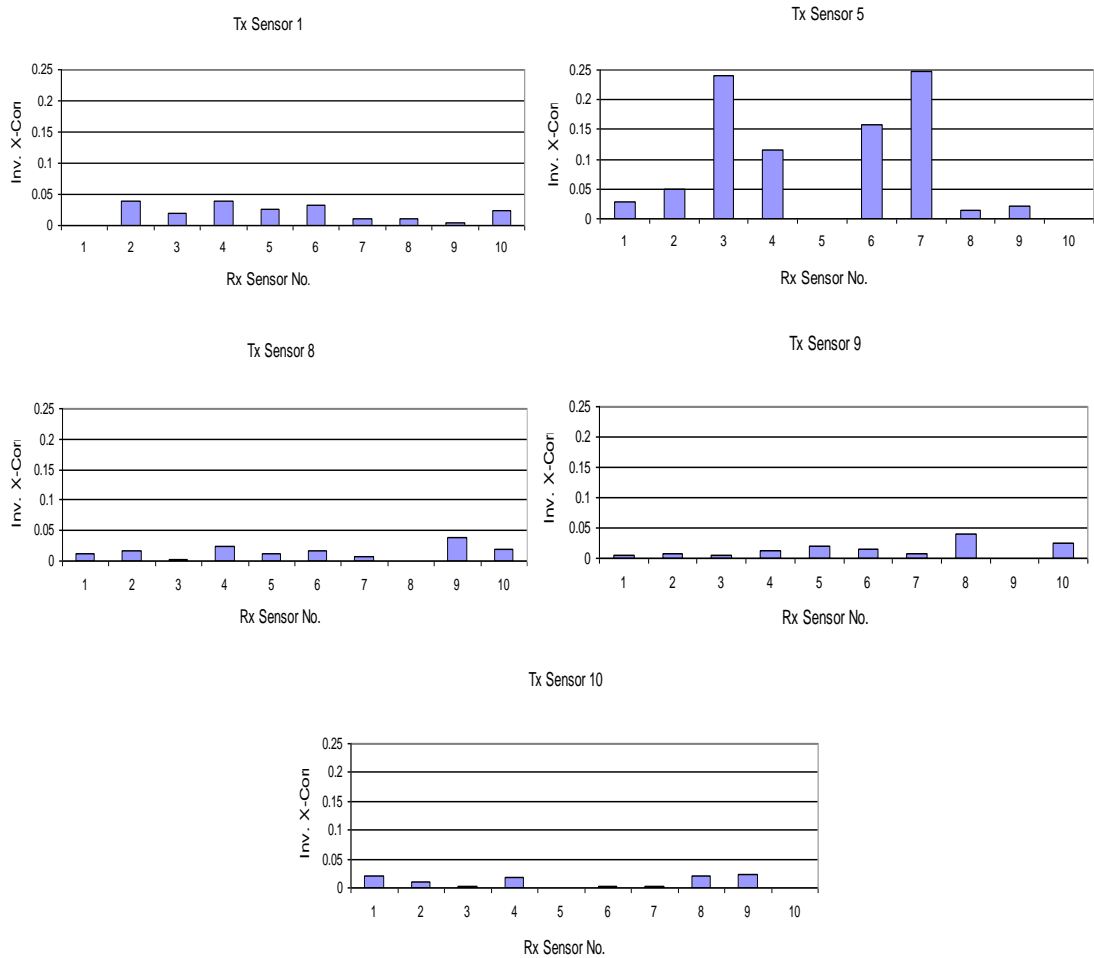 Tx Sensor 1
0.25
0.2
0.15
0.1
0.05
0
Inv. X-Corr
1 2 3 4 5 6 7 8 9 10
Rx Sensor No.
Tx Sensor 5
0.25
0.2
0.15
0.1
0.05
0
Inv. X-Corr
1 2 3 4 5 6 7 8 9 10
Rx Sensor No.
Tx Sensor 8
0.25
0.2
0.15
0.1
0.05
0
Inv. X-Corr
1 2 3 4 5 6 7 8 9 10
Rx Sensor No.
Tx Sensor 9
0.25
0.2
0.15
0.1
0.05
0
Inv. X-Corr
1 2 3 4 5 6 7 8 9 10
Rx Sensor No.
Tx Sensor 10
0.25
0.2
0.15
0.1
0.05
0
Inv. X-Corr
1 2 3 4 5 6 7 8 9 10
Rx Sensor No.